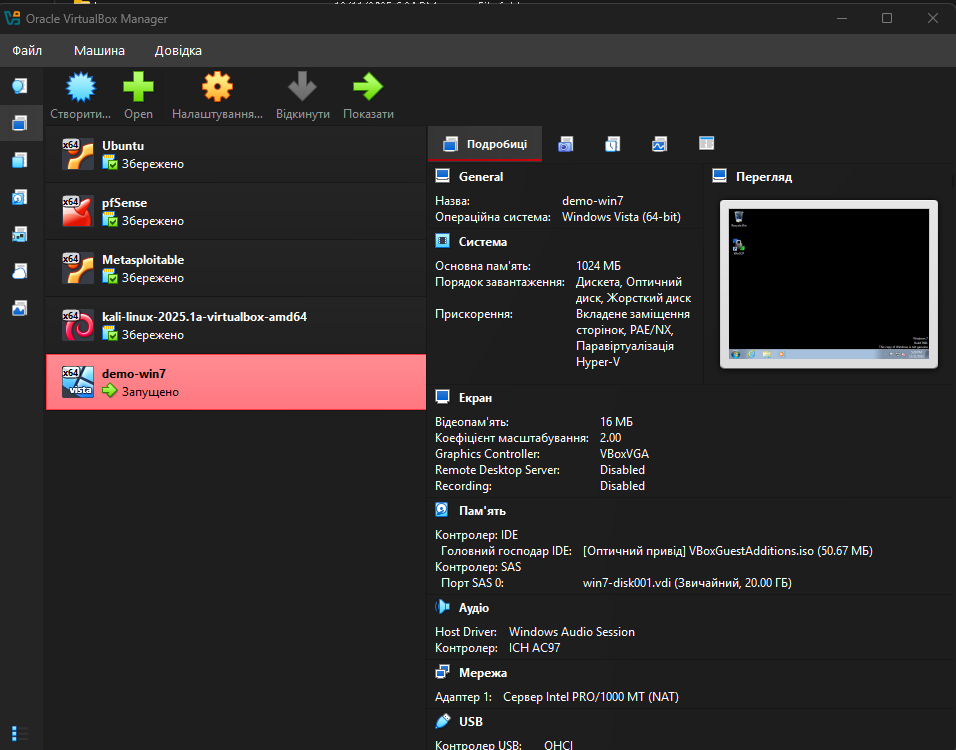 Oracle VirtualBox Manager
Файл Машина Довідка
Створити... Open Налаштування... Відкинути Показати
x64 Ubuntu
Збережено
x64 pfSense
Збережено
x64 Metasploitable
Збережено
x64 kali-linux-2025.1a-virtualbox-amd64
Збережено
x64 demo-win7
vista Запущено
Подробиці
General
Назва: demo-win7
Операційна система: Windows Vista (64-bit)
Система
Основна пам'ять: 1024 МБ
Порядок завантаження: Дискета, Оптичний
диск, Жорсткий диск
Прискорення: Вкладене заміщення
сторінок, PAE/NX,
Паравіртуалізація
Hyper-V
Перегляд
Екран
Відеопам'ять: 16 МБ
Коефіцієнт масштабування: 2.00
Graphics Controller: VBoxVGA
Remote Desktop Server: Disabled
Recording: Disabled
Пам'ять
Контролер: IDE
Головний господар IDE: [Оптичний привід] VBoxGuestAdditions.iso (50.67 МБ)
Контролер: SAS
Порт SAS 0: win7-disk001.vdi (Звичайний, 20.00 ГБ)
Аудіо
Host Driver: Windows Audio Session
Контролер: ICH AC97
Мережа
Адаптер 1: Сервер Intel PRO/1000 MT (NAT)
USB
Контролер USB: OHCI